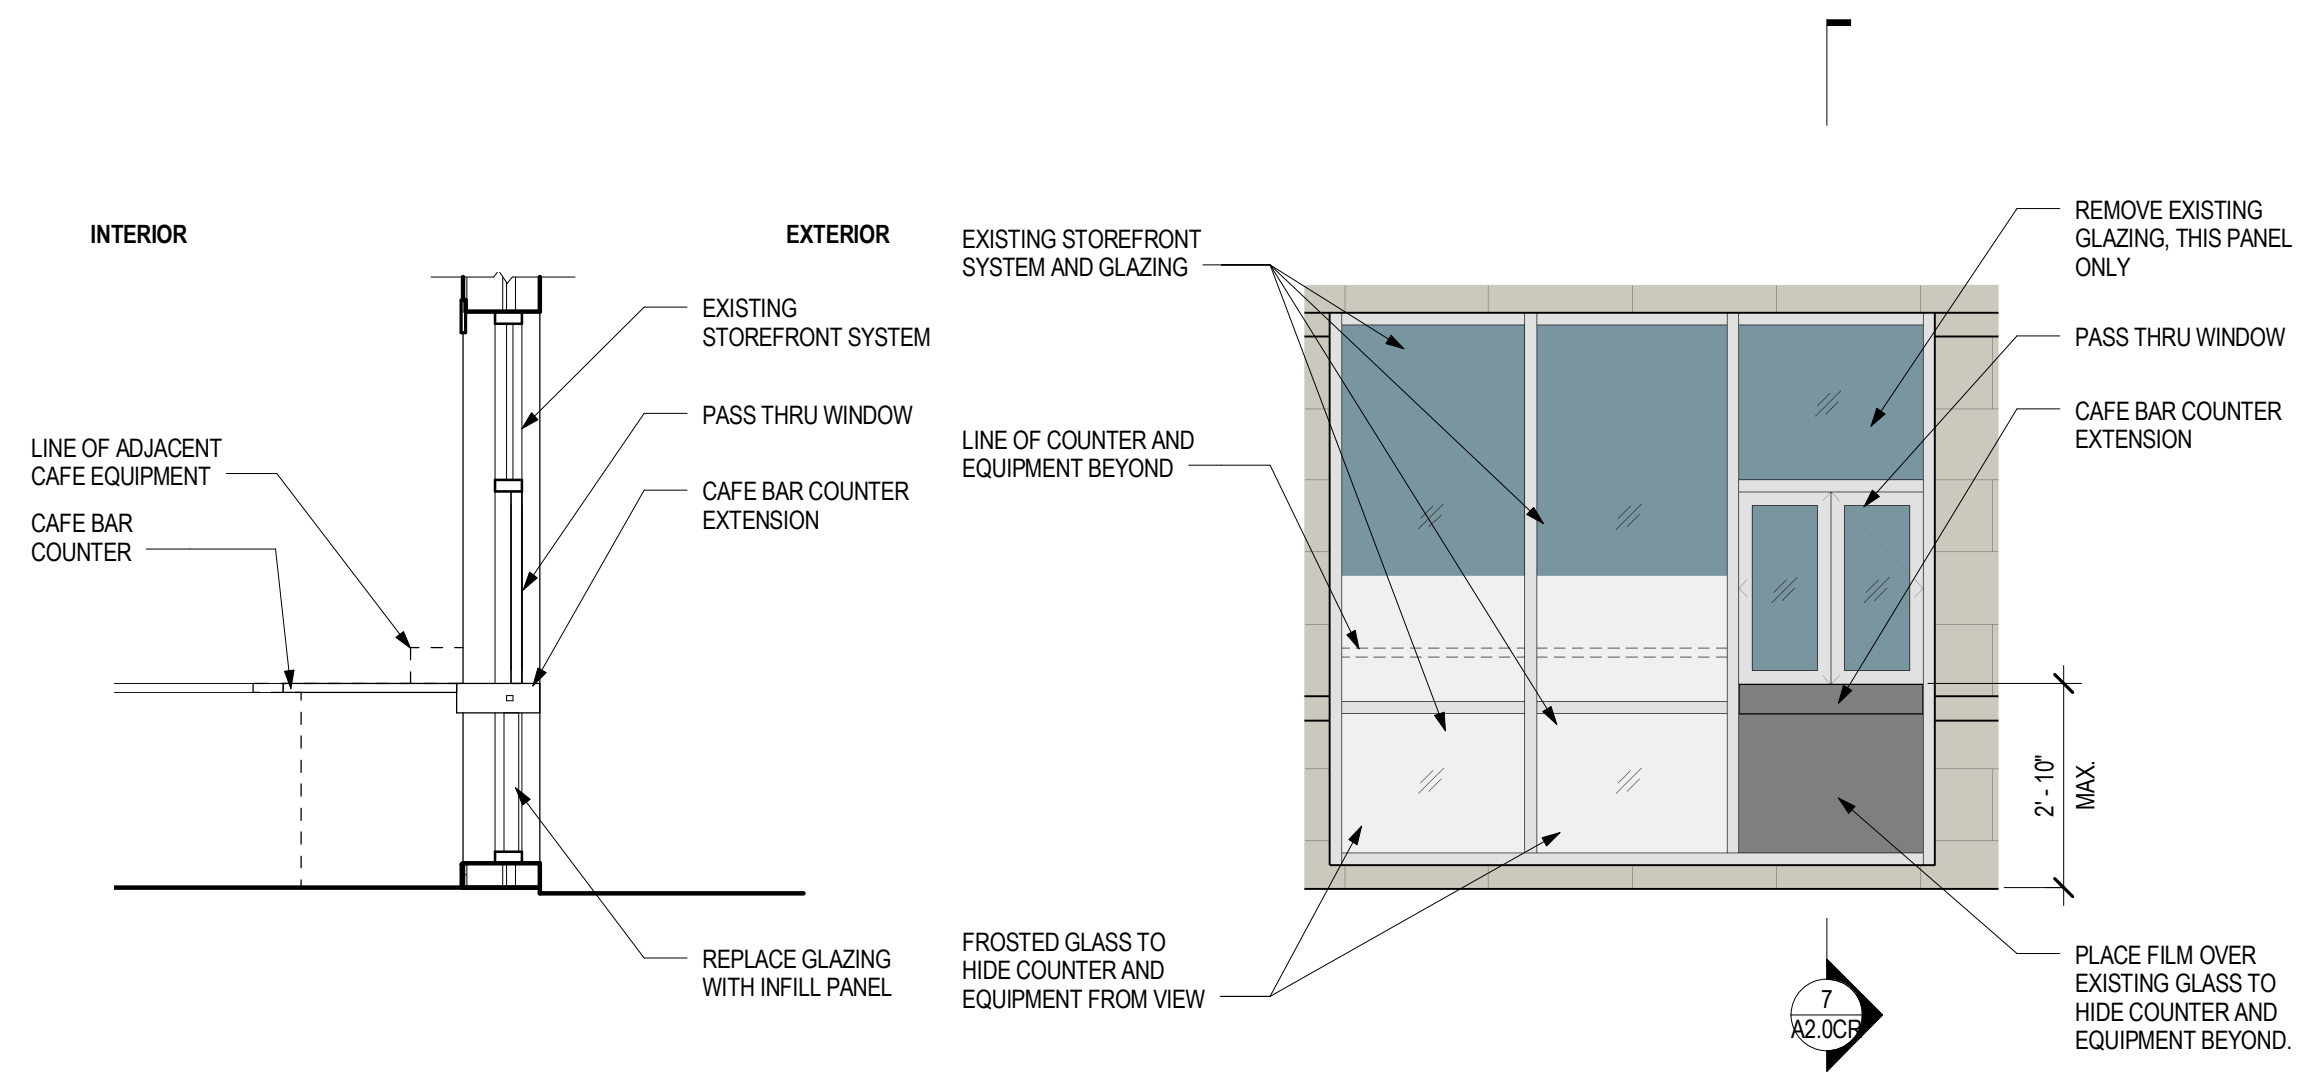 INTERIOR
EXTERIOR
LINE OF ADJACENT
CAFE EQUIPMENT
CAFE BAR
COUNTER
EXISTING
STOREFRONT SYSTEM
PASS THRU WINDOW
CAFE BAR COUNTER
EXTENSION
REPLACE GLAZING
WITH INFILL PANEL
EXISTING STOREFRONT
SYSTEM AND GLAZING
LINE OF COUNTER AND
EQUIPMENT BEYOND
FROSTED GLASS TO
HIDE COUNTER AND
EQUIPMENT FROM VIEW
REMOVE EXISTING
GLAZING, THIS PANEL
ONLY
PASS THRU WINDOW
CAFE BAR COUNTER
EXTENSION
2' - 10"
MAX.
PLACE FILM OVER
EXISTING GLASS TO
HIDE COUNTER AND
EQUIPMENT BEYOND.
7
A2.0CR